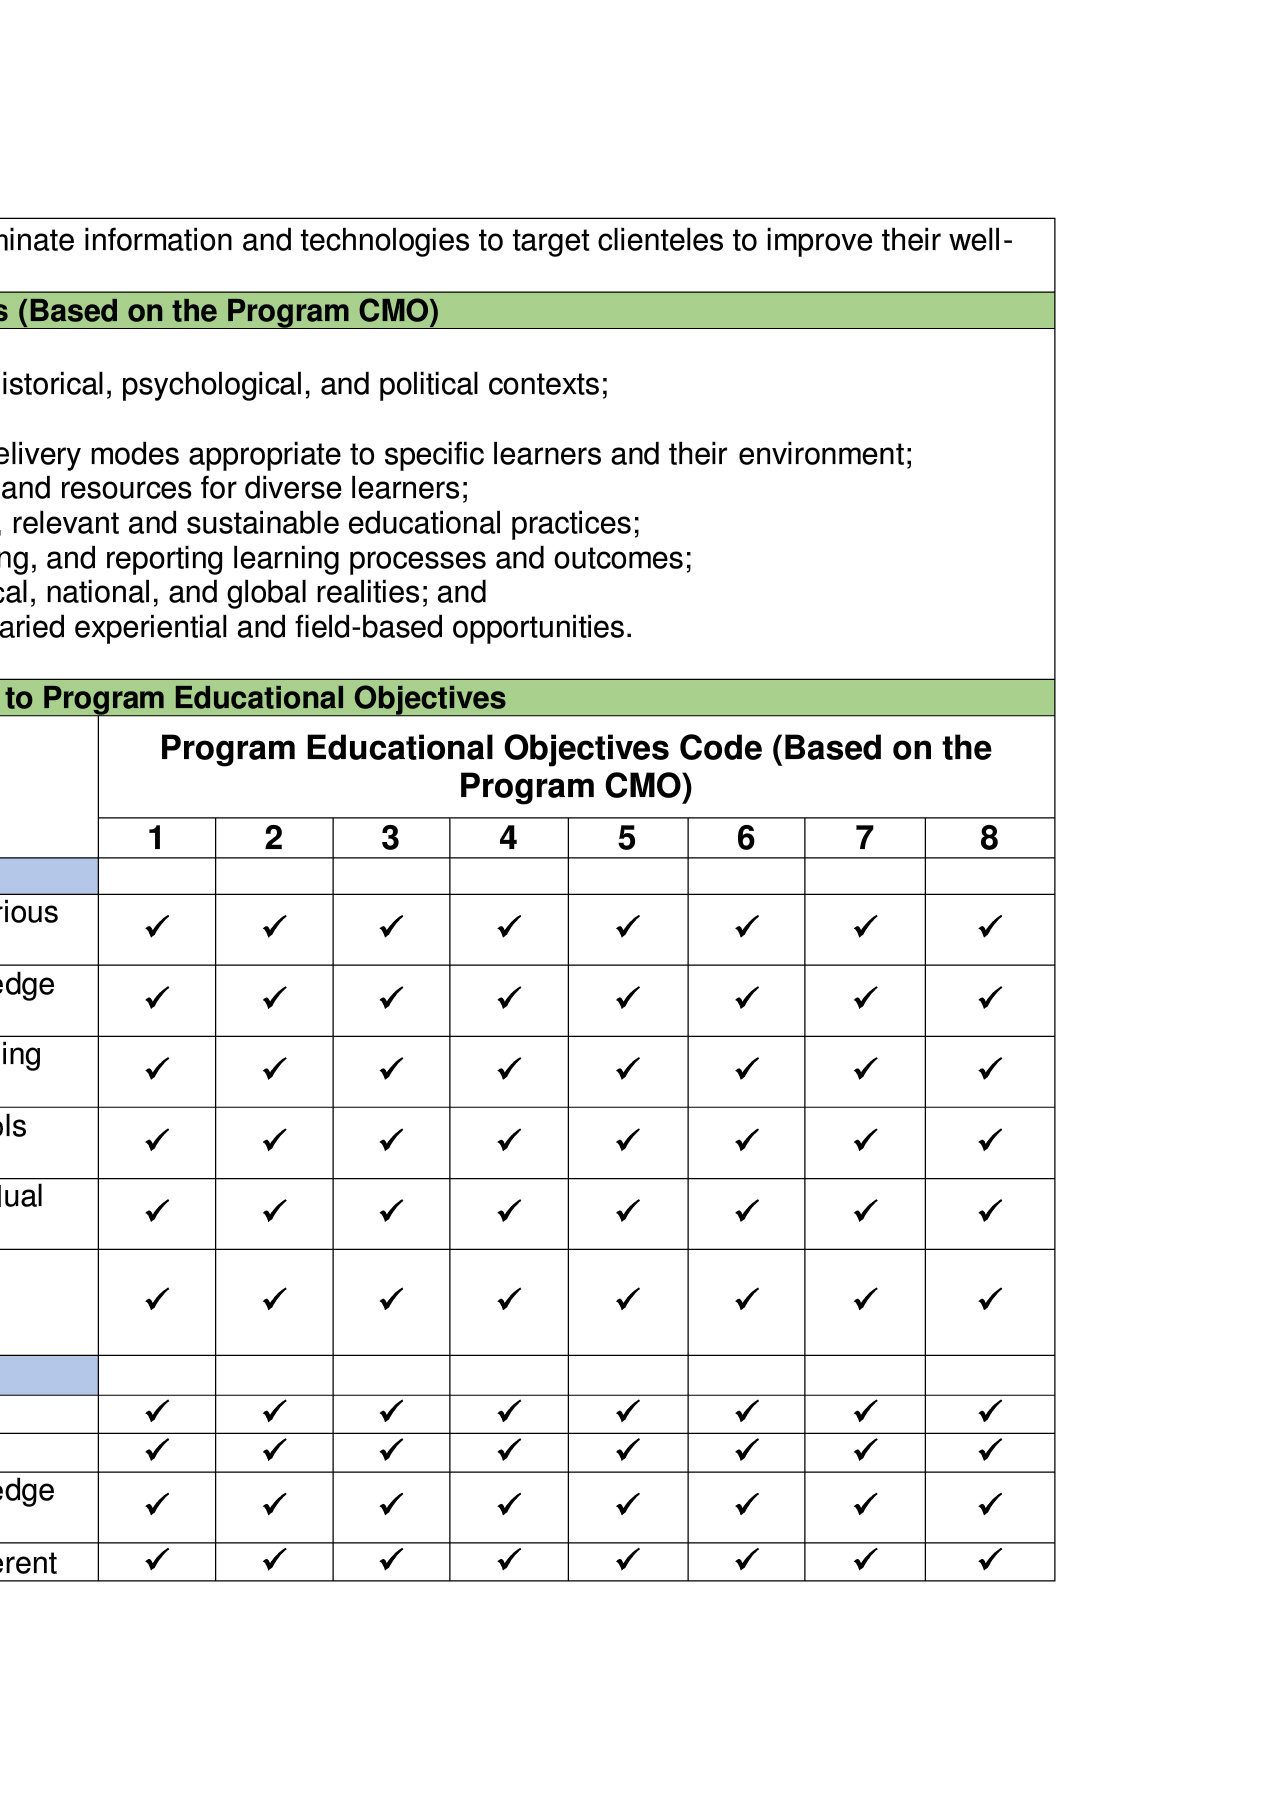 minate information and technologies to target clienteles to improve their well-
s (Based on the Program CMO)
istorical, psychological, and political contexts;
elivery modes appropriate to specific learners and their environment;
and resources for diverse learners;
, relevant and sustainable educational practices;
ng, and reporting learning processes and outcomes;
cal, national, and global realities; and
aried experiential and field-based opportunities.
to Program Educational Objectives
Program Educational Objectives Code (Based on the
Program CMO)
1 2 3 4 5 6 7 8
rious ✓ ✓ ✓ ✓ ✓ ✓ ✓ ✓
edge ✓ ✓ ✓ ✓ ✓ ✓ ✓ ✓
ing ✓ ✓ ✓ ✓ ✓ ✓ ✓ ✓
ols ✓ ✓ ✓ ✓ ✓ ✓ ✓ ✓
dual ✓ ✓ ✓ ✓ ✓ ✓ ✓ ✓
✓ ✓ ✓ ✓ ✓ ✓ ✓ ✓
✓ ✓ ✓ ✓ ✓ ✓ ✓ ✓
✓ ✓ ✓ ✓ ✓ ✓ ✓ ✓
edge ✓ ✓ ✓ ✓ ✓ ✓ ✓ ✓
erent ✓ ✓ ✓ ✓ ✓ ✓ ✓ ✓